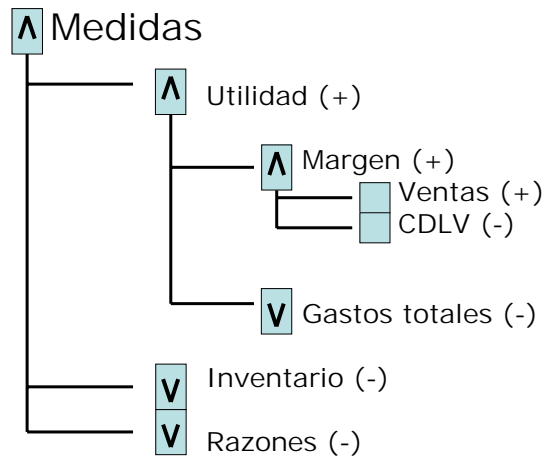 Medidas
Utilidad (+)
Margen (+)
Ventas (+)
CDLV (-)
Gastos totales (-)
Inventario (-)
Razones (-)